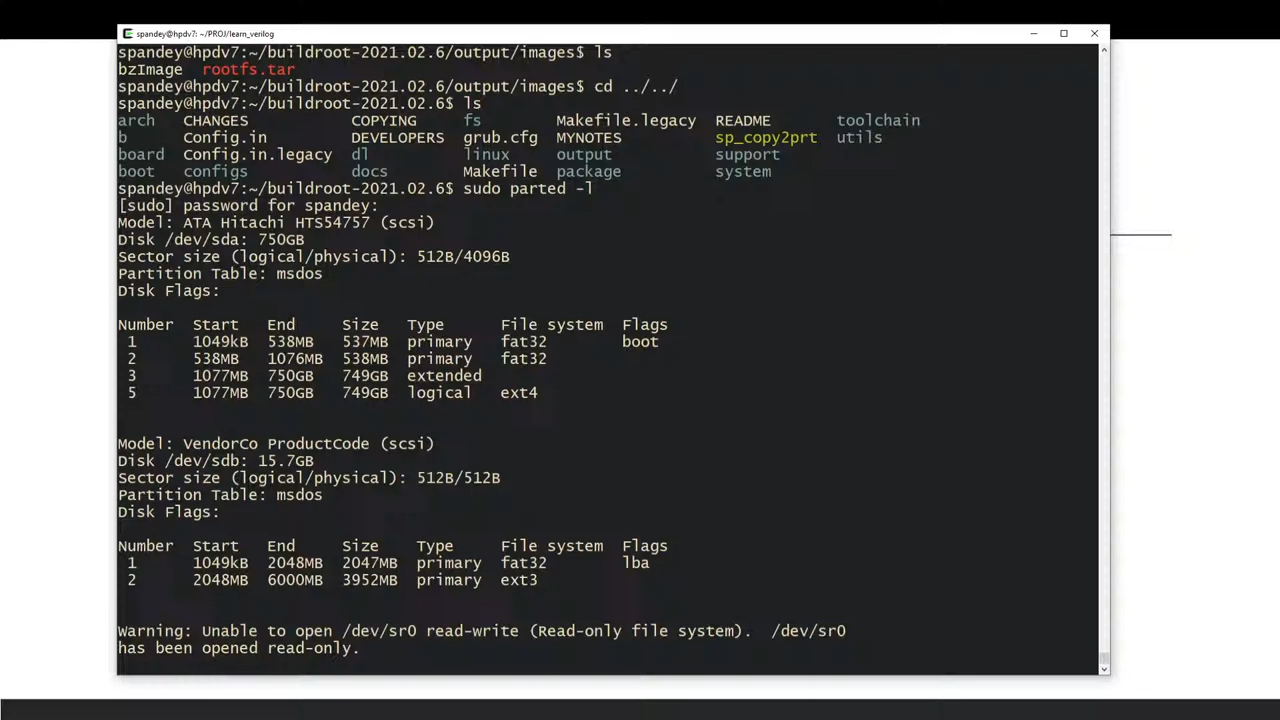 spandey@hpdv7: ~/PROJ/learn_verilog
spandey@hpdv7:~/buildroot-2021.02.6/output/images$ ls
bzImage rootfs.tar
spandey@hpdv7:~/buildroot-2021.02.6/output/images$ cd ../../
spandey@hpdv7:~/buildroot-2021.02.6$ ls
arch CHANGES COPYING fs Makefile.legacy README toolchain
b Config.in DEVELOPERS grub.cfg MYNOTES sp_copy2prt utils
board Config.in.legacy dl linux output support
boot configs docs Makefile package system
spandey@hpdv7:~/buildroot-2021.02.6$ sudo parted -l
[sudo] password for spandey:
Model: ATA Hitachi HTS54757 (scsi)
Disk /dev/sda: 750GB
Sector size (logical/physical): 512B/4096B
Partition Table: msdos
Disk Flags:
Number Start End Size Type File system Flags
1 1049kB 538MB 537MB primary fat32 boot
2 538MB 1076MB 538MB primary fat32
3 1077MB 750GB 749GB extended
5 1077MB 750GB 749GB logical ext4
Model: VendorCo ProductCode (scsi)
Disk /dev/sdb: 15.7GB
Sector size (logical/physical): 512B/512B
Partition Table: msdos
Disk Flags:
Number Start End Size Type File system Flags
1 1049kB 2048MB 2047MB primary fat32 lba
2 2048MB 6000MB 3952MB primary ext3
Warning: Unable to open /dev/sr0 read-write (Read-only file system). /dev/sr0
has been opened read-only.